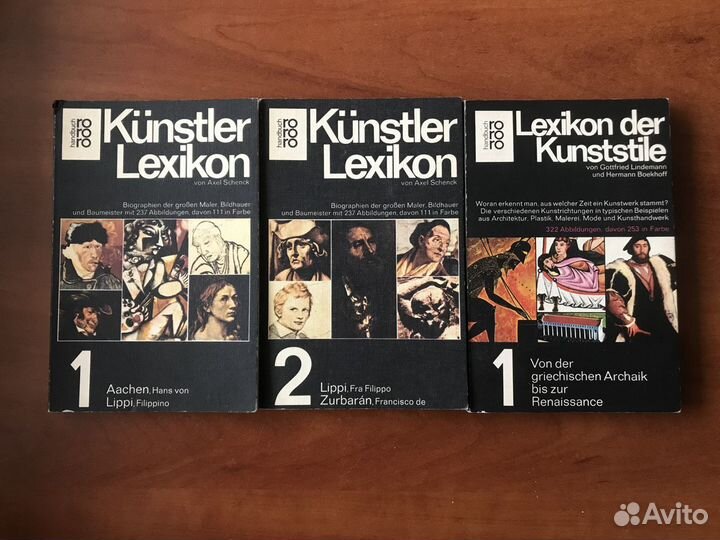 handbuch
ro
ro
ro
Künstler
Lexikon
von Axel Schenck
Biographien der großen Maler, Bildhauer
und Baumeister mit 237 Abbildungen, davon 111 in Farbe
1
Aachen, Hans von
Lippi, Filippino
handbuch
ro
ro
ro
Künstler
Lexikon
von Axel Schenck
Biographien der großen Maler, Bildhauer
und Baumeister mit 237 Abbildungen, davon 111 in Farbe
2
Lippi, Fra Filippo
Zurbarán, Francisco de
handbuch
ro
ro
ro
Lexikon der
Kunststile
von Gottfried Lindemann
und Hermann Boekhoff
Woran erkennt man, aus welcher Zeit ein Kunstwerk stammt?
Die verschiedenen Kunstrichtungen in typischen Beispielen
aus Architektur, Plastik, Malerei, Mode und Kunsthandwerk
322 Abbildungen, davon 253 in Farbe
1
Von der
griechischen Archaik
bis zur
Renaissance
Avito